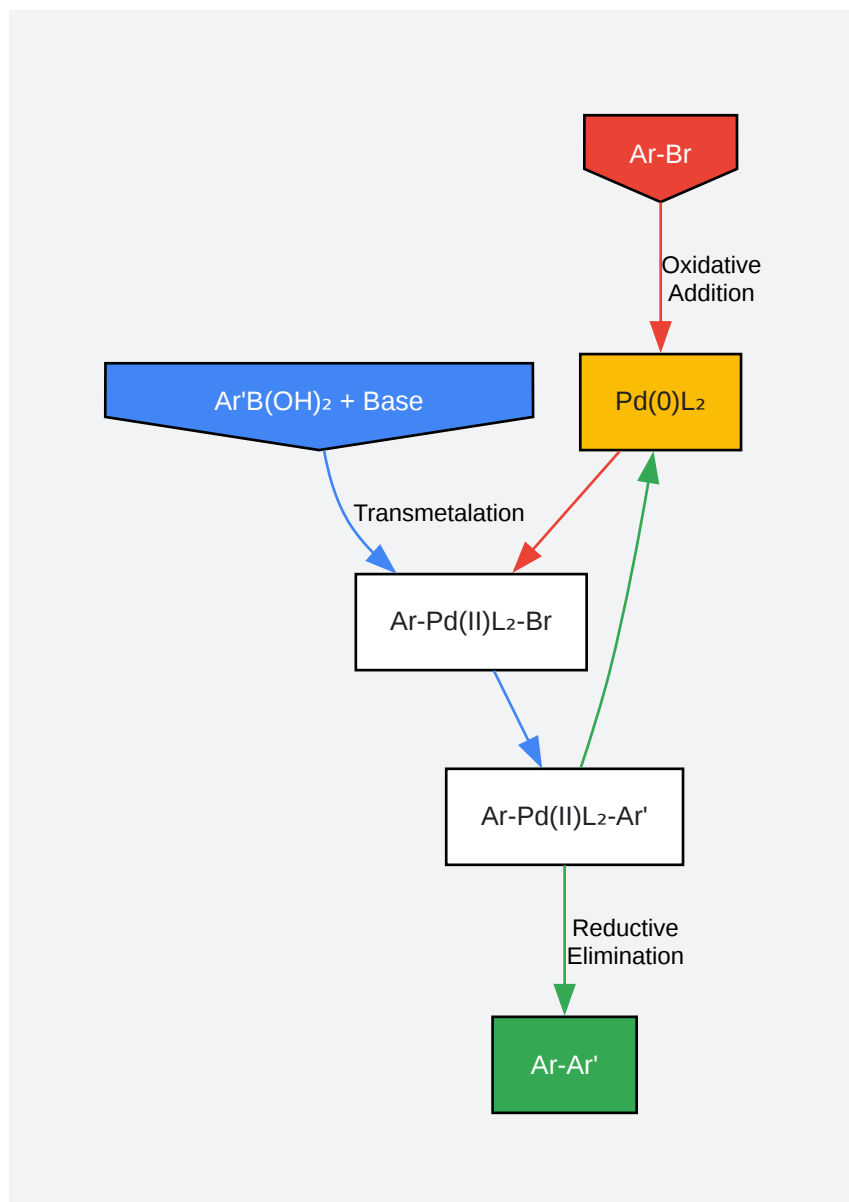 Ar-Br
Oxidative
Addition
Ar'B(OH)₂ + Base
Pd(0)L₂
Transmetalation
Ar-Pd(II)L₂-Br
Ar-Pd(II)L₂-Ar'
Reductive
Elimination
Ar-Ar'